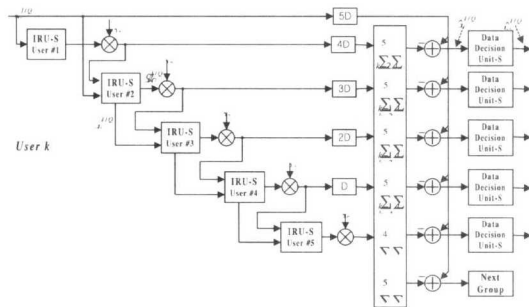 5D
IRU-S
User #1
4D
5
Σ Σ
Data
Decision
Unit-S
IRU-S
User #2
3D
5
Σ Σ
Data
Decision
Unit-S
User k
IRU-S
User #3
2D
5
Σ Σ
Data
Decision
Unit-S
IRU-S
User #4
D
5
Σ Σ
Data
Decision
Unit-S
IRU-S
User #5
4
Σ Σ
Data
Decision
Unit-S
5
Σ Σ
Next
Group